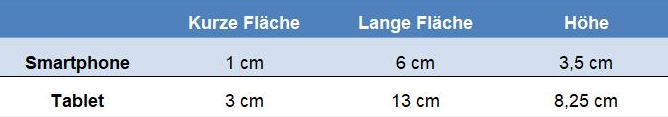 Kurze Fläche Lange Fläche Höhe
Smartphone 1 cm 6 cm 3,5 cm
Tablet 3 cm 13 cm 8,25 cm